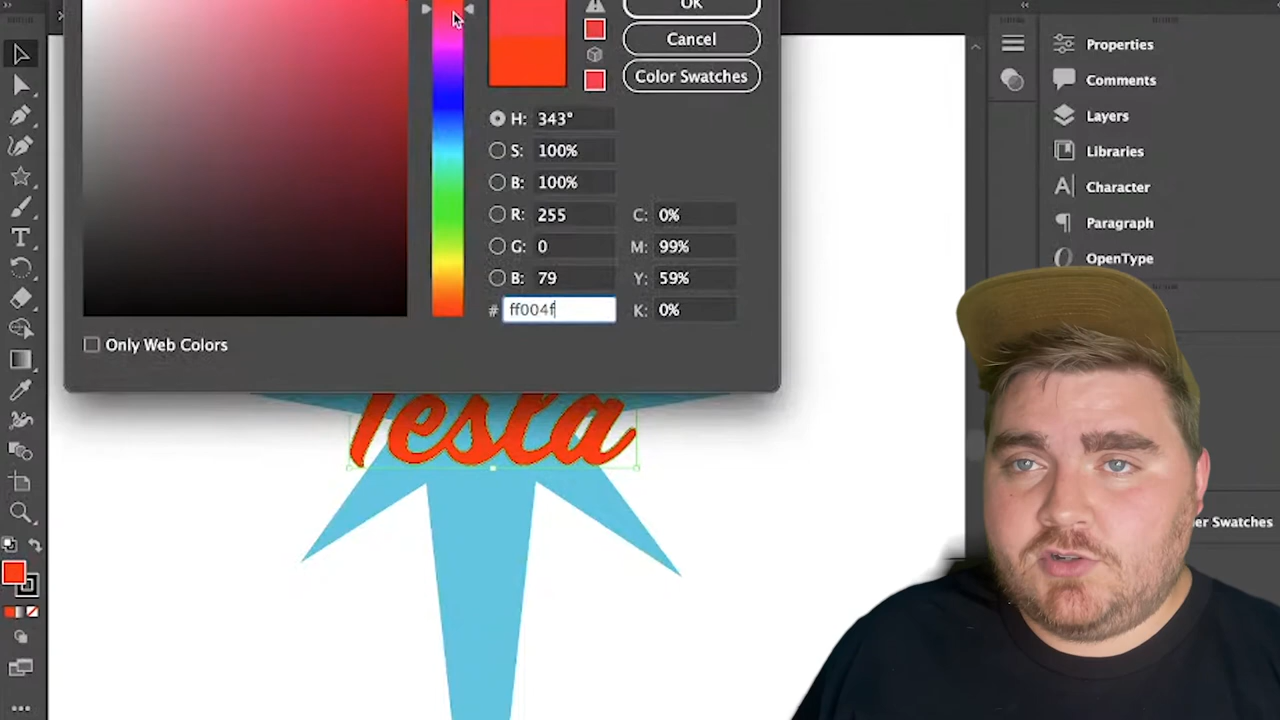 OK
Cancel
Color Swatches
H: 343°
S: 100%
B: 100%
R: 255 C: 0%
G: 0 M: 99%
B: 79 Y: 59%
# ff004f K: 0%
Only Web Colors
Properties
Comments
Layers
Libraries
Character
Paragraph
OpenType
Tesla
er Swatches